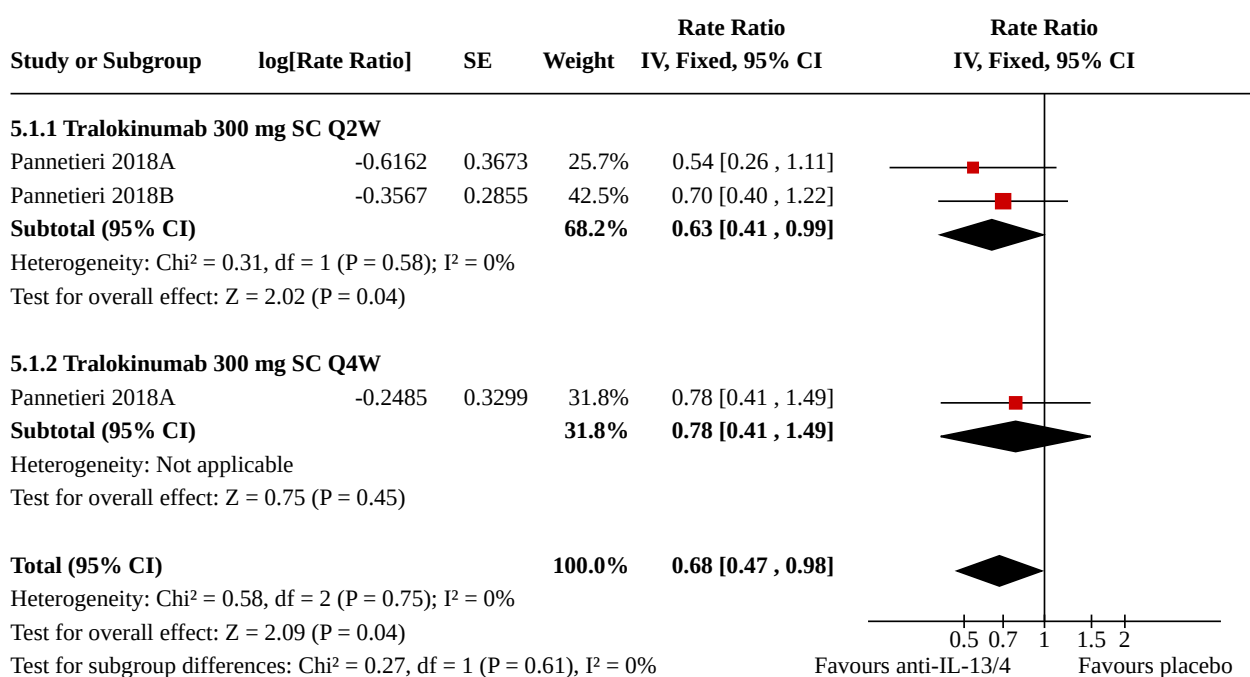 Rate Ratio Rate Ratio
Study or Subgroup log[Rate Ratio] SE Weight IV, Fixed, 95% CI IV, Fixed, 95% CI
5.1.1 Tralokinumab 300 mg SC Q2W
Pannetieri 2018A -0.6162 0.3673 25.7% 0.54 [0.26 , 1.11]
Pannetieri 2018B -0.3567 0.2855 42.5% 0.70 [0.40 , 1.22]
Subtotal (95% CI) 68.2% 0.63 [0.41 , 0.99]
Heterogeneity: Chi² = 0.31, df = 1 (P = 0.58); I² = 0%
Test for overall effect: Z = 2.02 (P = 0.04)
5.1.2 Tralokinumab 300 mg SC Q4W
Pannetieri 2018A -0.2485 0.3299 31.8% 0.78 [0.41 , 1.49]
Subtotal (95% CI) 31.8% 0.78 [0.41 , 1.49]
Heterogeneity: Not applicable
Test for overall effect: Z = 0.75 (P = 0.45)
Total (95% CI) 100.0% 0.68 [0.47 , 0.98]
Heterogeneity: Chi² = 0.58, df = 2 (P = 0.75); I² = 0%
Test for overall effect: Z = 2.09 (P = 0.04) 0.5 0.7 1 1.5 2
Test for subgroup differences: Chi² = 0.27, df = 1 (P = 0.61), I² = 0% Favours anti-IL-13/4 Favours placebo